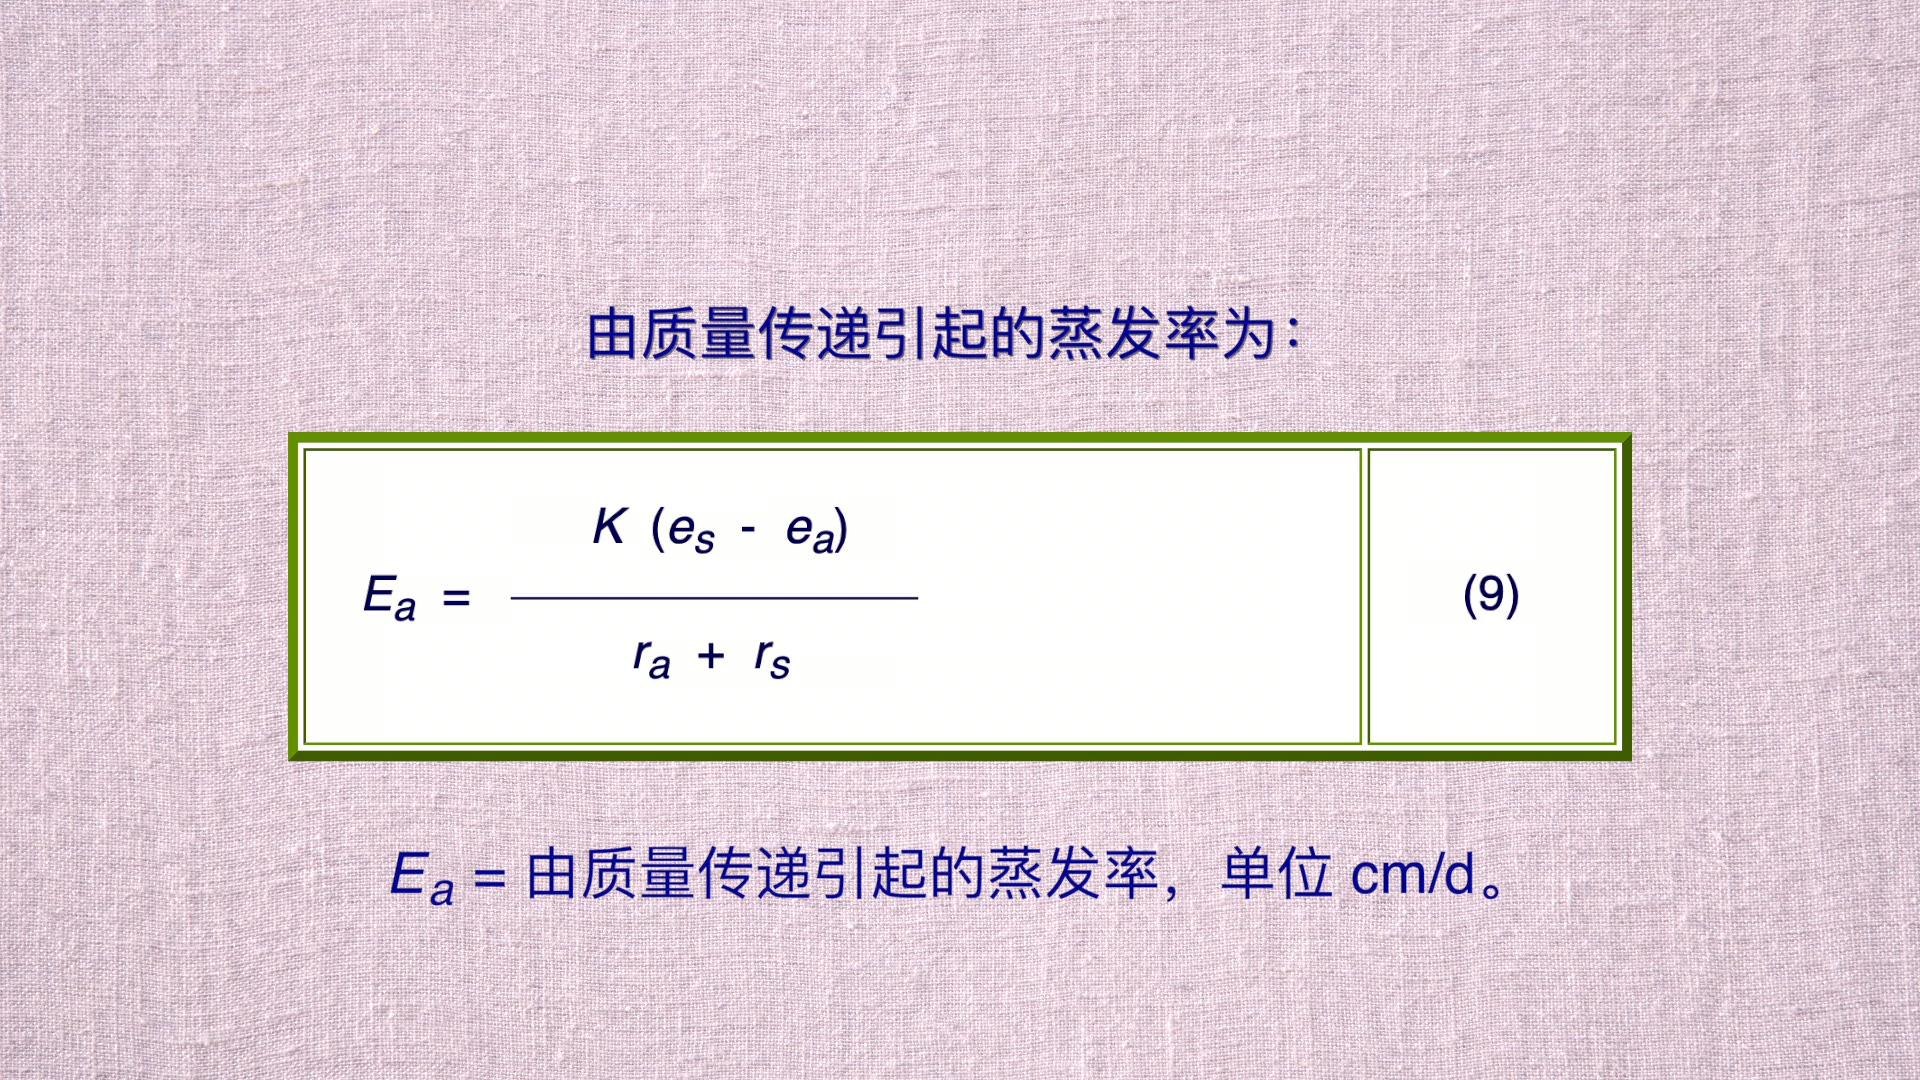 由质量传递引起的蒸发率为：
K (es - ea)
Ea =
ra + rs
(9)
Ea = 由质量传递引起的蒸发率，单位 cm/d。